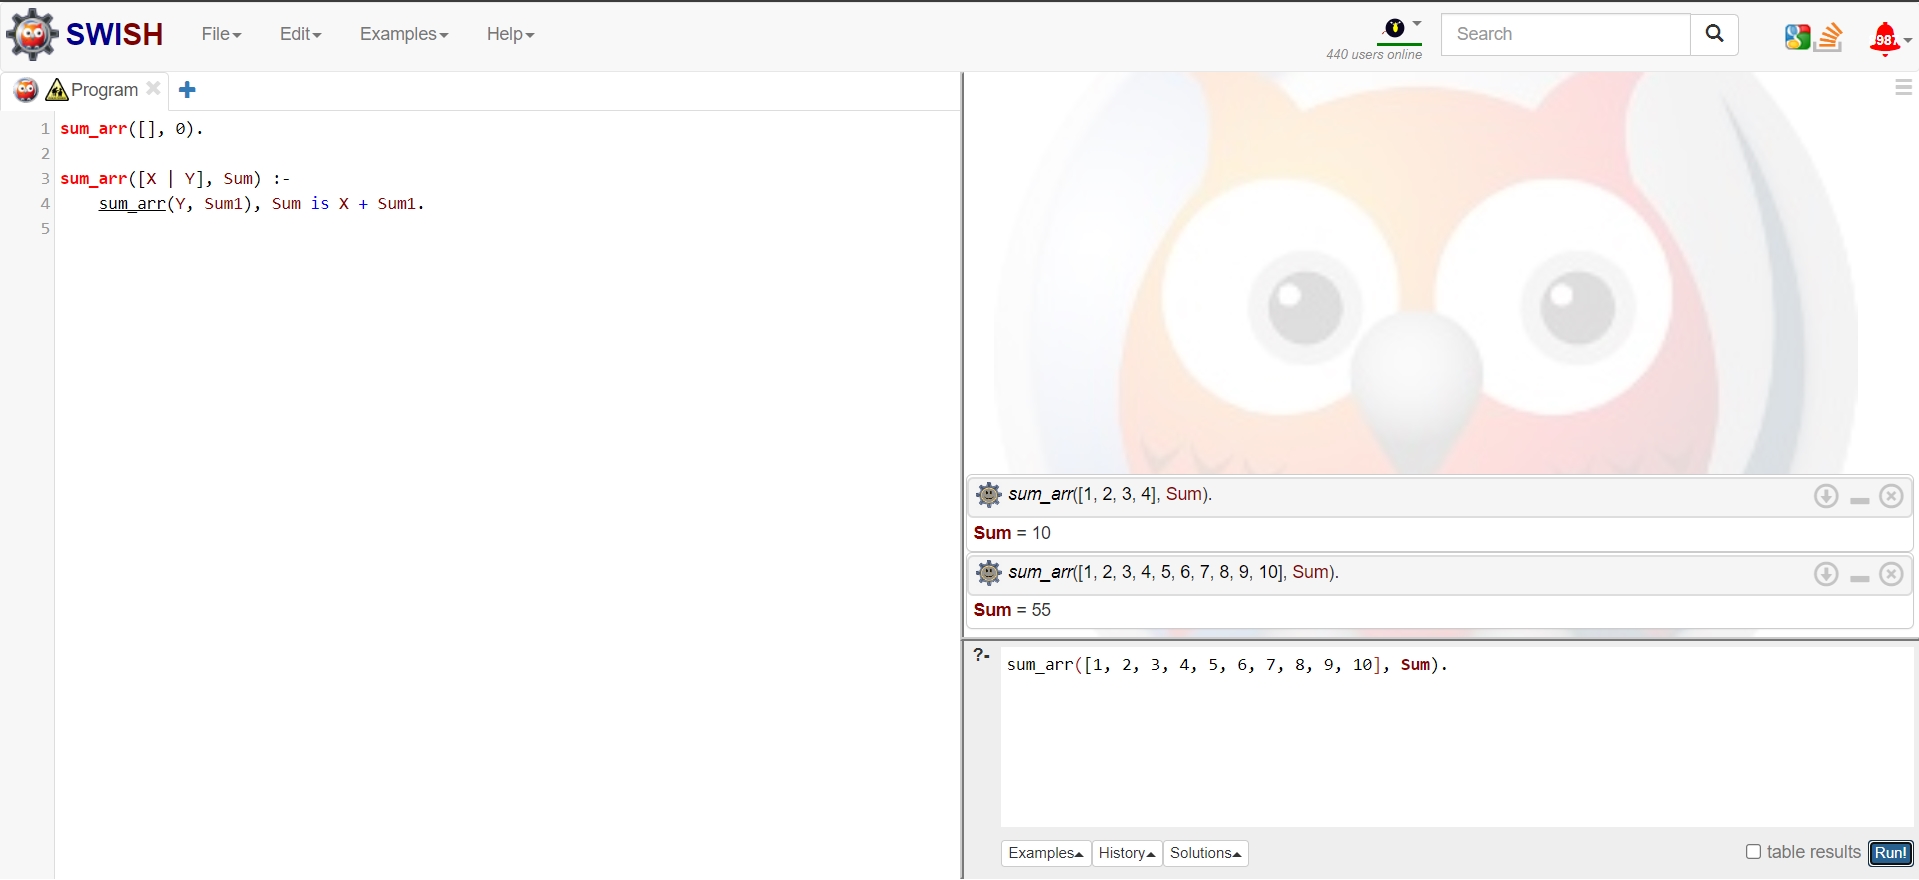 SWISH File Edit Examples Help 440 users online Search 987
Program
1 sum_arr([], 0).
2
3 sum_arr([X | Y], Sum) :-
4 sum_arr(Y, Sum1), Sum is X + Sum1.
5
sum_arr([1, 2, 3, 4], Sum).
Sum = 10
sum_arr([1, 2, 3, 4, 5, 6, 7, 8, 9, 10], Sum).
Sum = 55
?- sum_arr([1, 2, 3, 4, 5, 6, 7, 8, 9, 10], Sum).
Examples History Solutions table results Run!